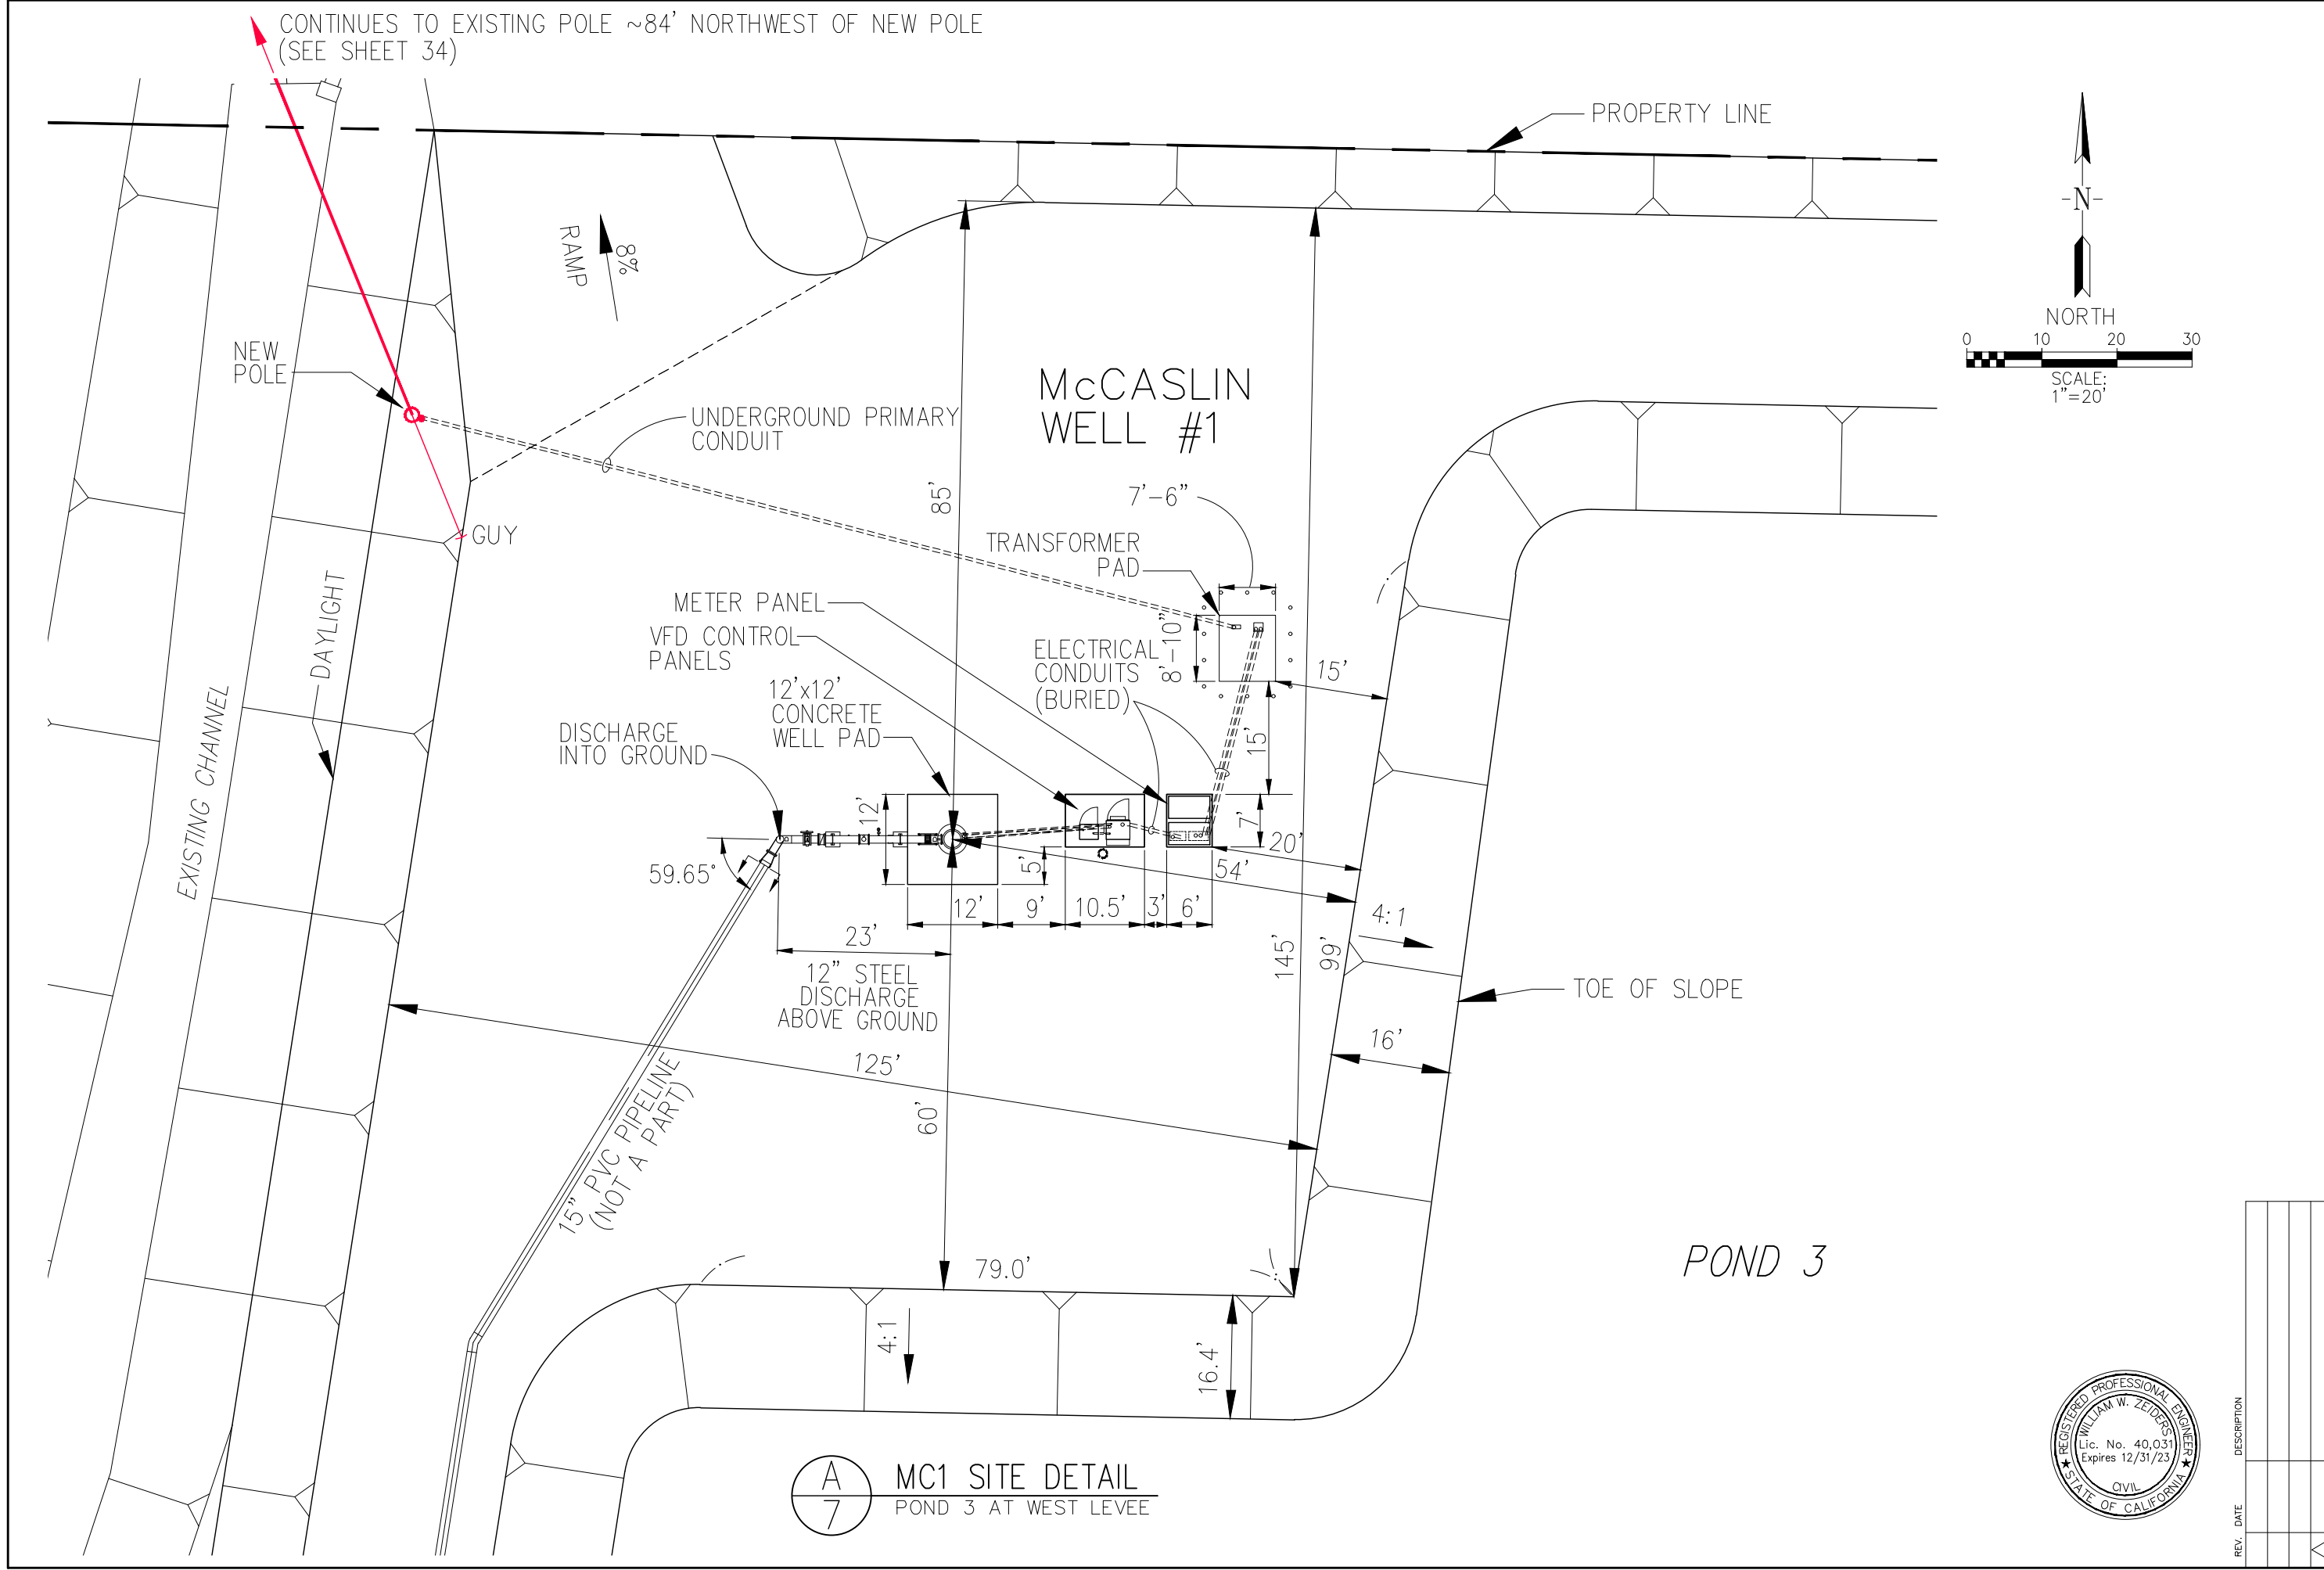 CONTINUES TO EXISTING POLE ~84' NORTHWEST OF NEW POLE
(SEE SHEET 34)
PROPERTY LINE
-N-
NORTH
0 10 20 30
SCALE:
1"=20'
8%
RAMP
NEW
POLE
McCASLIN
WELL #1
UNDERGROUND PRIMARY
CONDUIT
85'
7'-6"
GUY
TRANSFORMER
PAD
METER PANEL
VFD CONTROL
PANELS
8'-10"
ELECTRICAL
CONDUITS
(BURIED)
15'
12'x12'
CONCRETE
WELL PAD
DAYLIGHT
DISCHARGE
INTO GROUND
15'
EXISTING CHANNEL
12'
7'
20'
59.65°
5'
54'
12'
9'
10.5'
3'
6'
4:1
23'
145'
99'
12" STEEL
DISCHARGE
ABOVE GROUND
TOE OF SLOPE
16'
125'
15" PVC PIPELINE
(NOT A PART)
60'
79.0'
POND 3
4:1
16.4'
A
7
MC1 SITE DETAIL
POND 3 AT WEST LEVEE
REGISTERED PROFESSIONAL ENGINEER
WILLIAM W. ZEIDERS
Lic. No. 40,031
Expires 12/31/23
CIVIL
STATE OF CALIFORNIA
REV. DATE DESCRIPTION